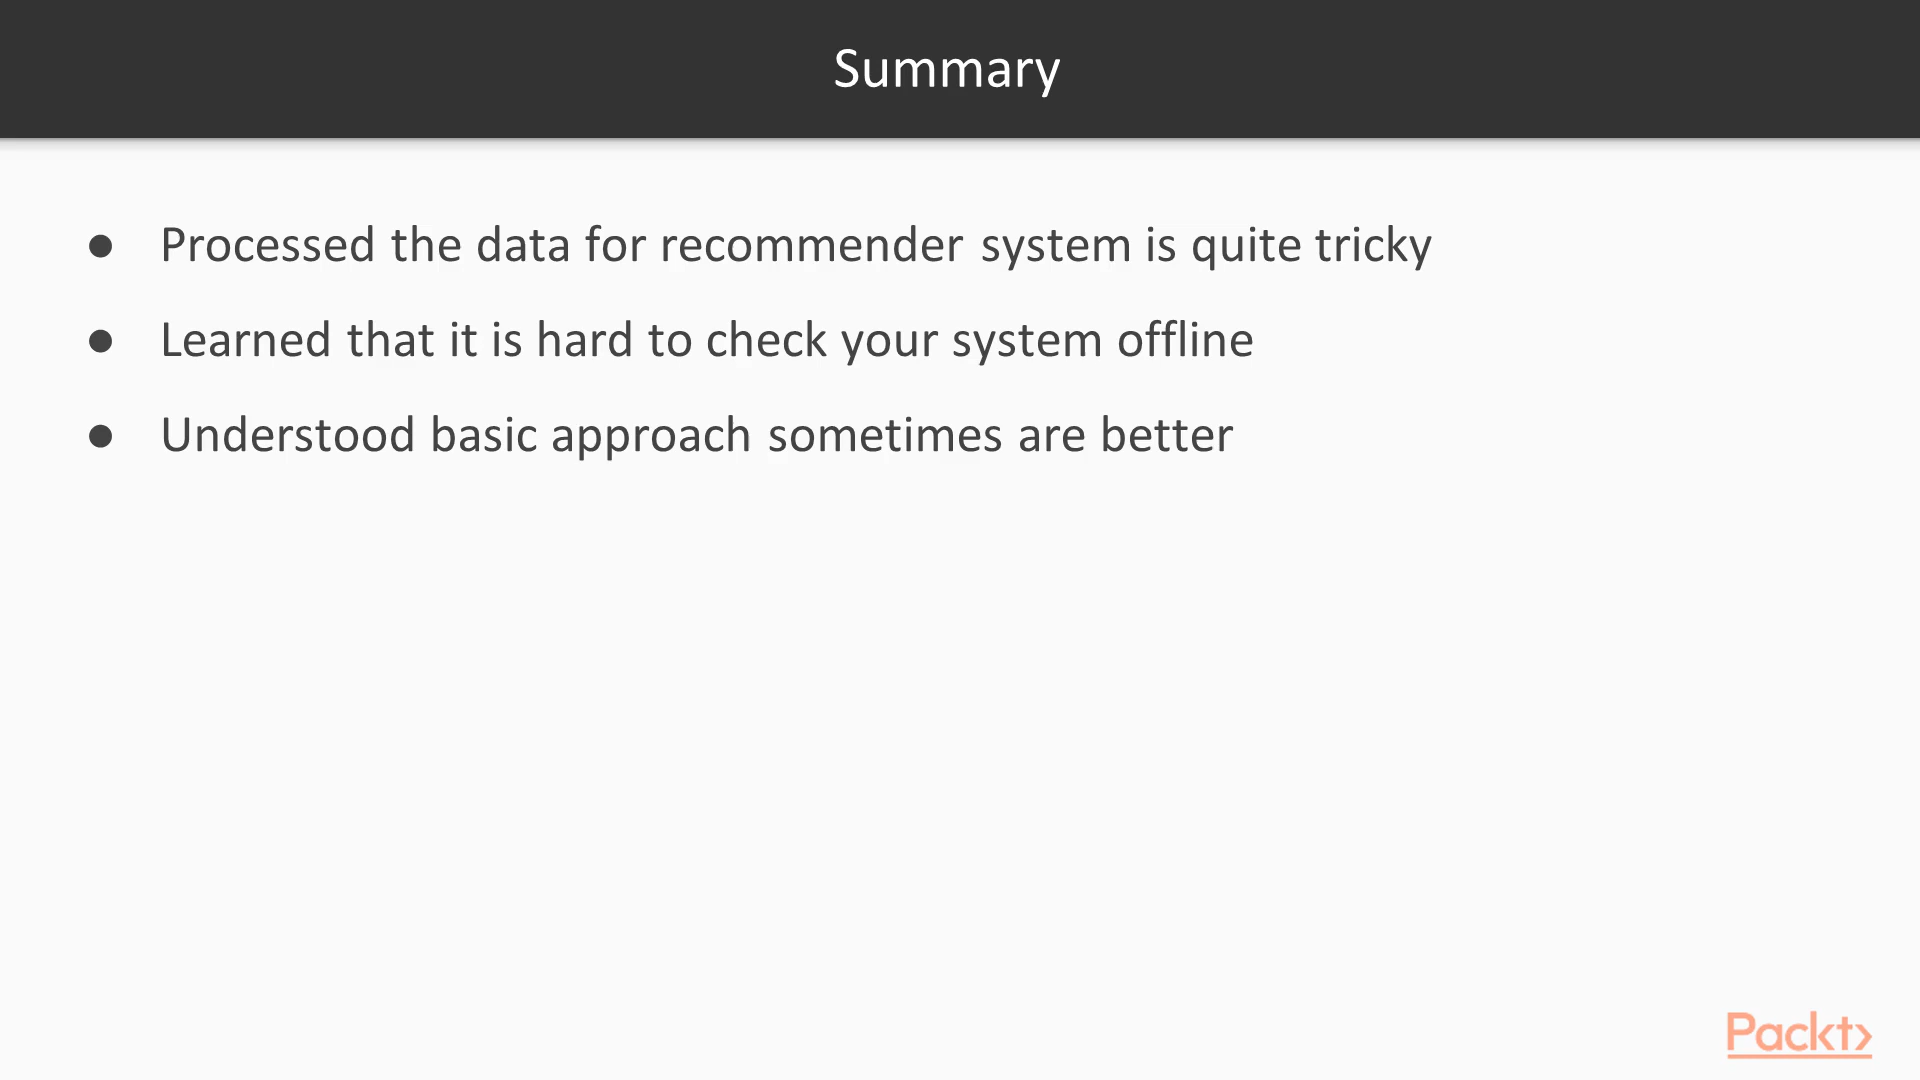 Summary
● Processed the data for recommender system is quite tricky
● Learned that it is hard to check your system offline
● Understood basic approach sometimes are better
Packt>